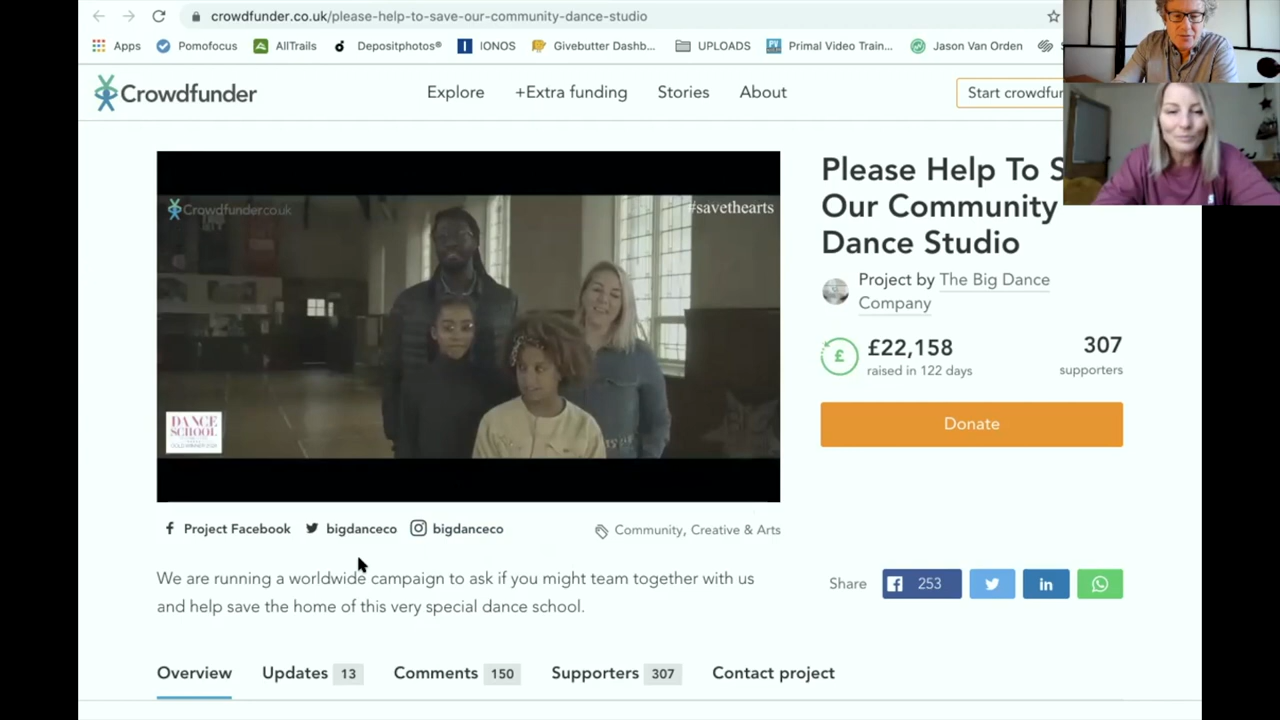 crowdfunder.co.uk/please-help-to-save-our-community-dance-studio
Apps
Pomofocus
AllTrails
Depositphotos®
IONOS
Givebutter Dashb...
UPLOADS
PV
Primal Video Train...
Jason Van Orden
Crowdfunder
Explore
+Extra funding
Stories
About
Start crowdfun
Crowdfunder.co.uk
#savethearts
DANCE
SCHOOL
Please Help To S
Our Community
Dance Studio
Project by The Big Dance
Company
£
£22,158
raised in 122 days
307
supporters
Donate
Project Facebook
bigdanceco
bigdanceco
Community, Creative & Arts
We are running a worldwide campaign to ask if you might team together with us
and help save the home of this very special dance school.
Share
253
Overview
Updates 13
Comments 150
Supporters 307
Contact project